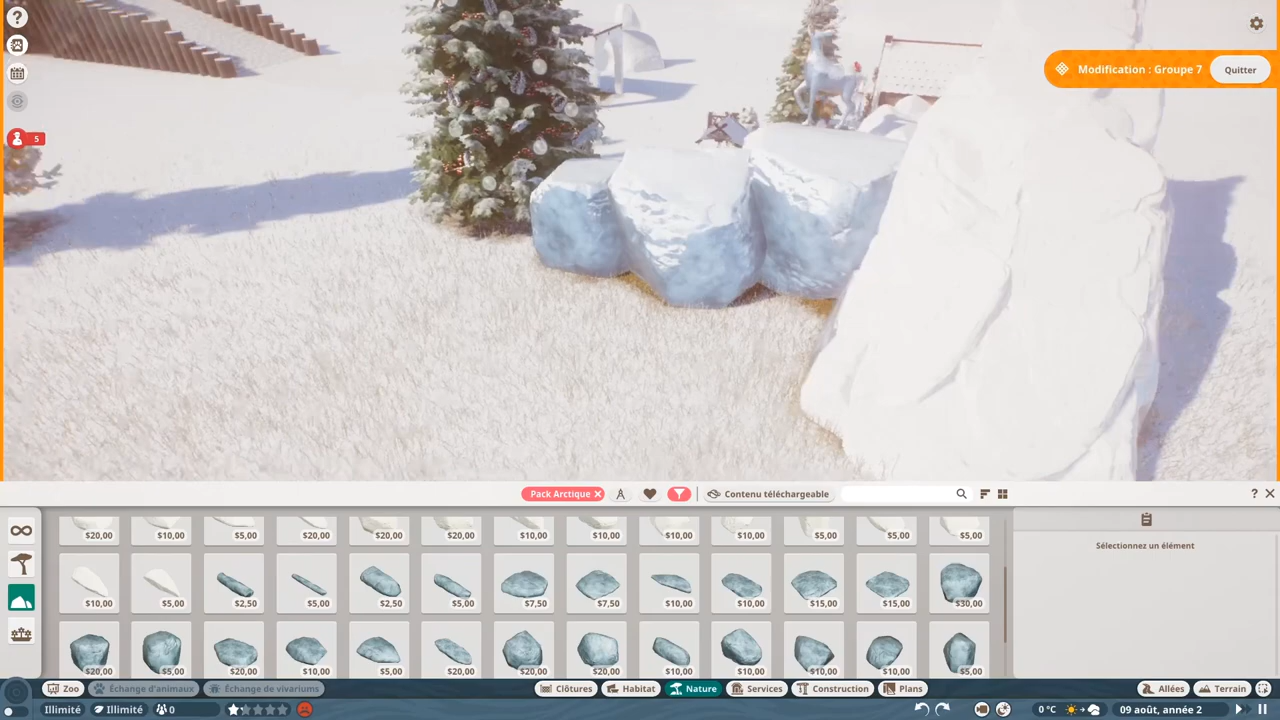 ?
Modification : Groupe 7
Quitter
5
Pack Arctique ×
Contenu téléchargeable
?
$20,00 $10,00 $5,00 $20,00 $20,00 $20,00 $10,00 $10,00 $10,00 $10,00 $5,00 $5,00 $5,00
Sélectionnez un élément
$10,00 $5,00 $2,50 $5,00 $2,50 $5,00 $7,50 $7,50 $10,00 $10,00 $15,00 $15,00 $30,00
$20,00 $5,00 $20,00 $10,00 $5,00 $20,00 $20,00 $20,00 $10,00 $20,00 $10,00 $10,00 $5,00
Zoo Échange d'animaux Échange de vivariums Clôtures Habitat Nature Services Construction Plans Allées Terrain
Illimité Illimité 0 0 °C 09 août, année 2